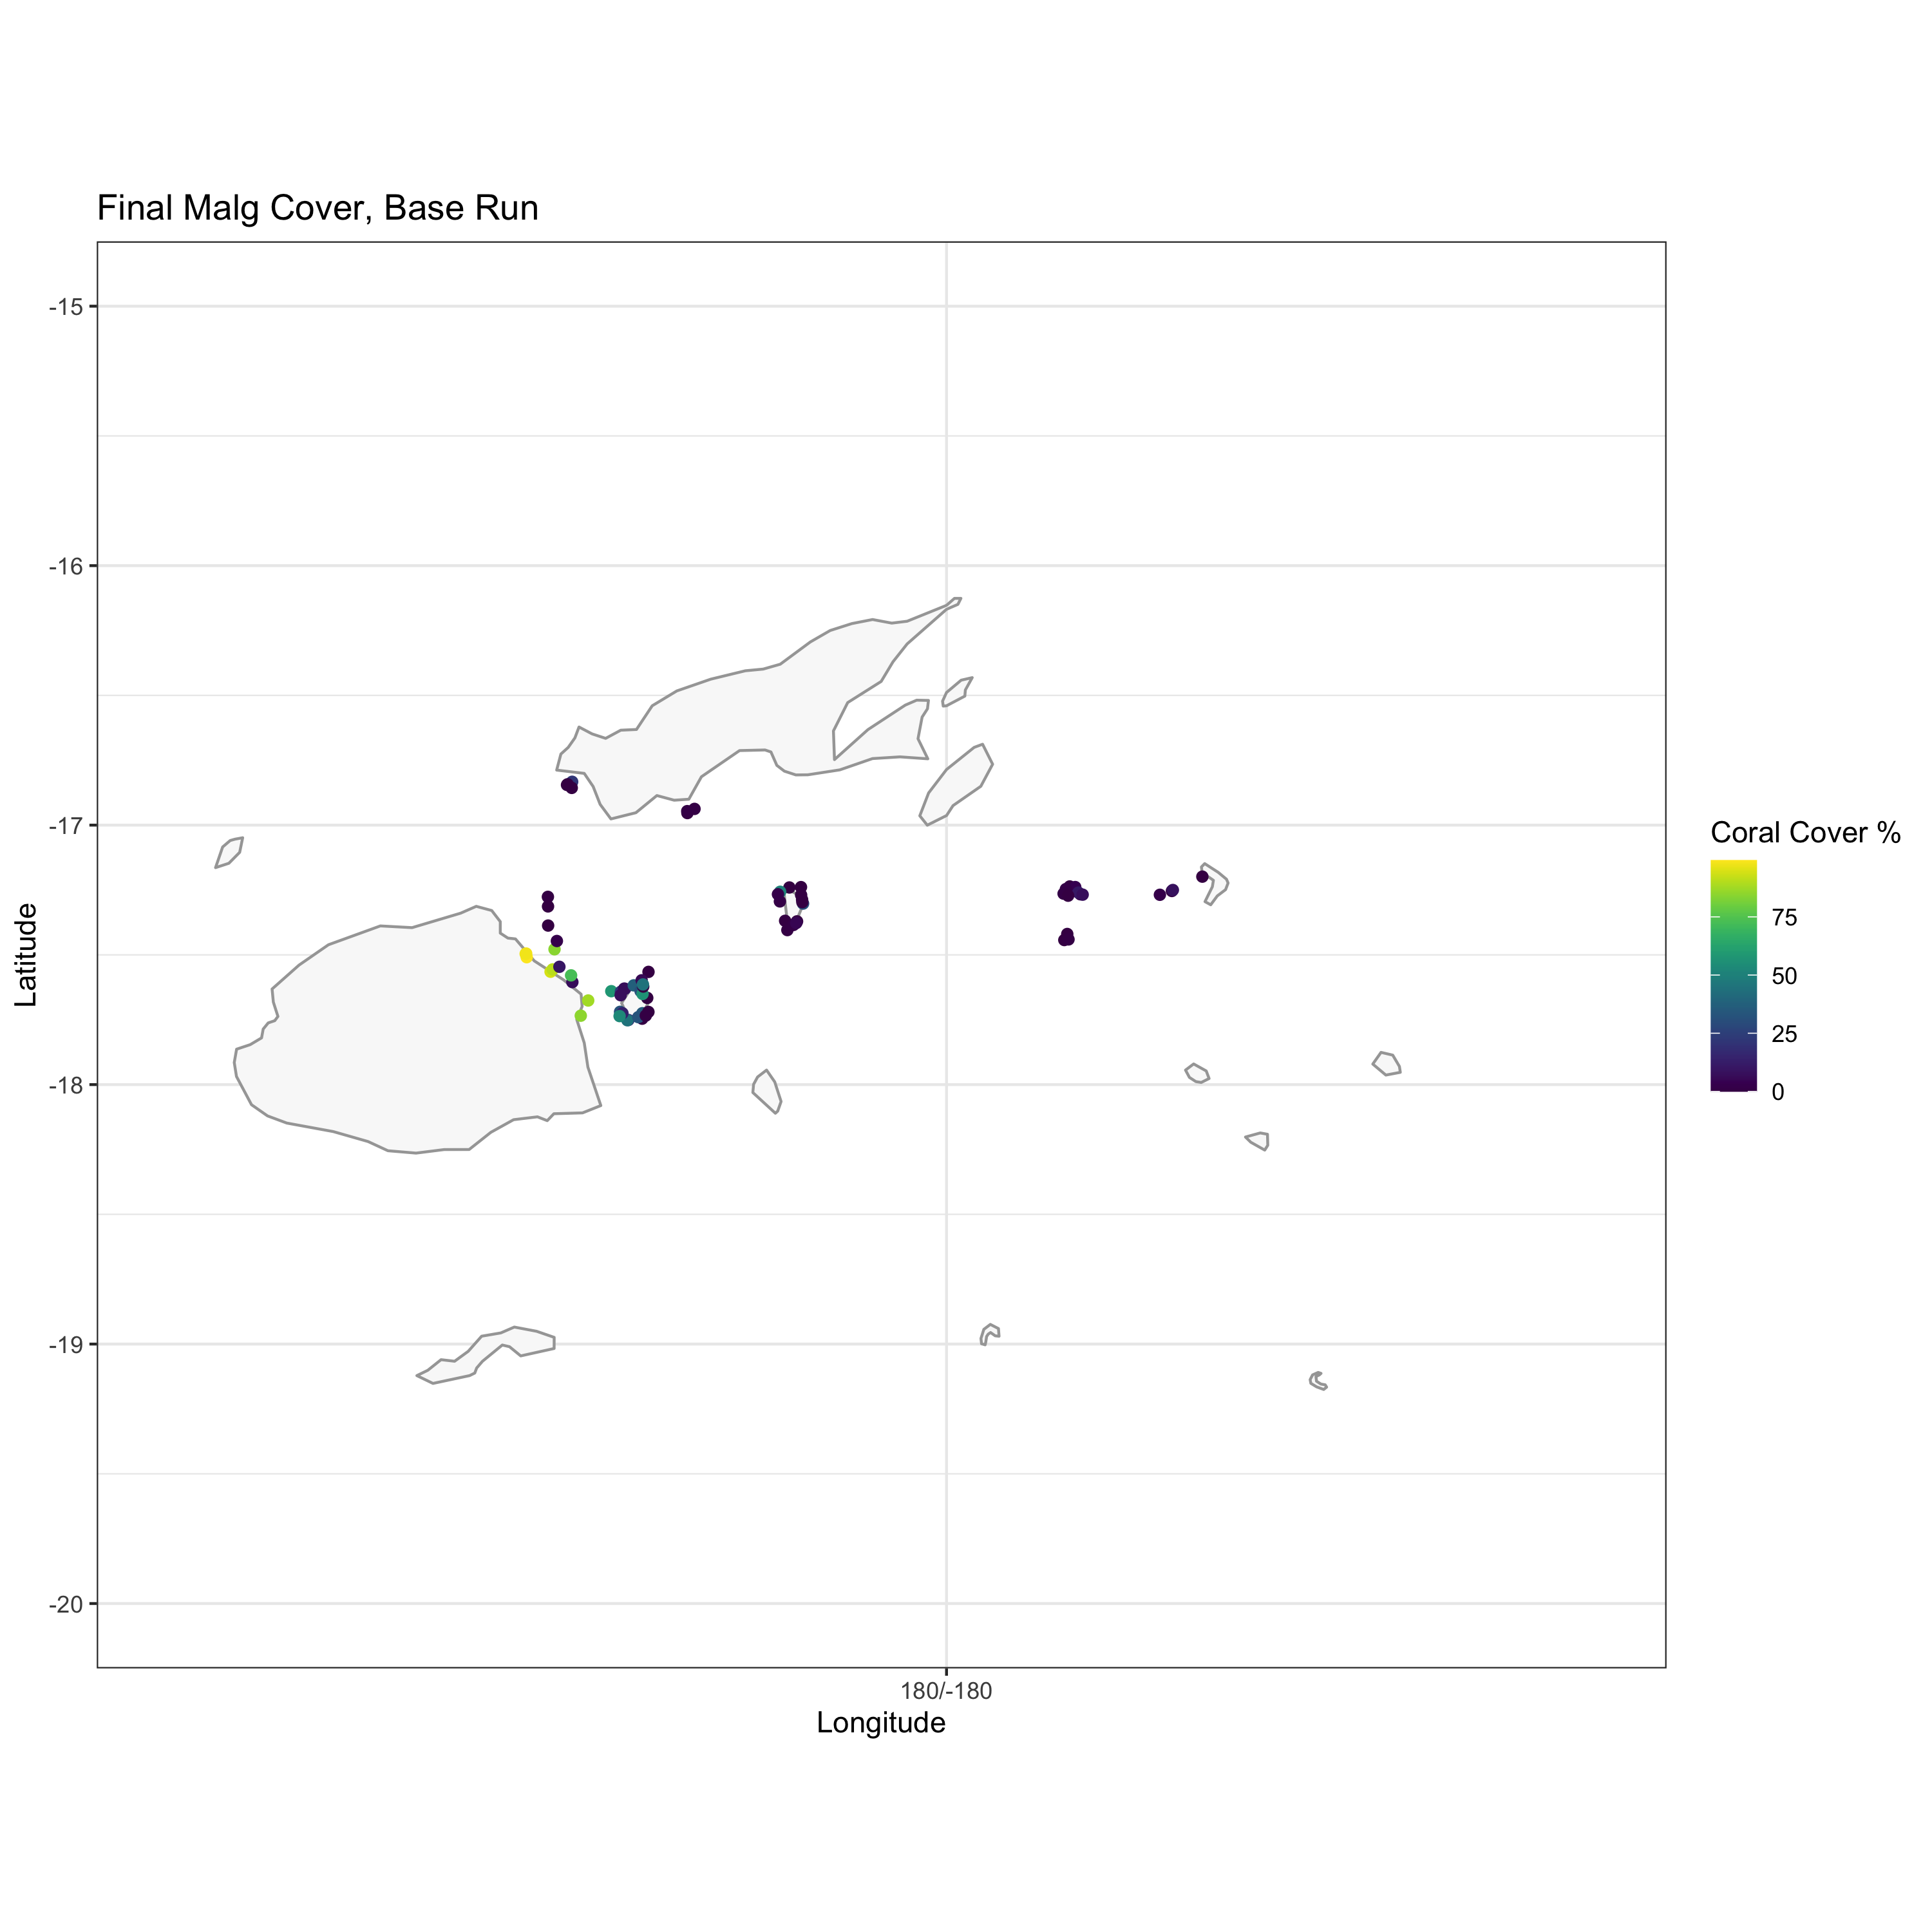 Final Malg Cover, Base Run
-15
-16
-17
-18
-19
-20
Latitude
180/-180
Longitude
Coral Cover %
75
50
25
0